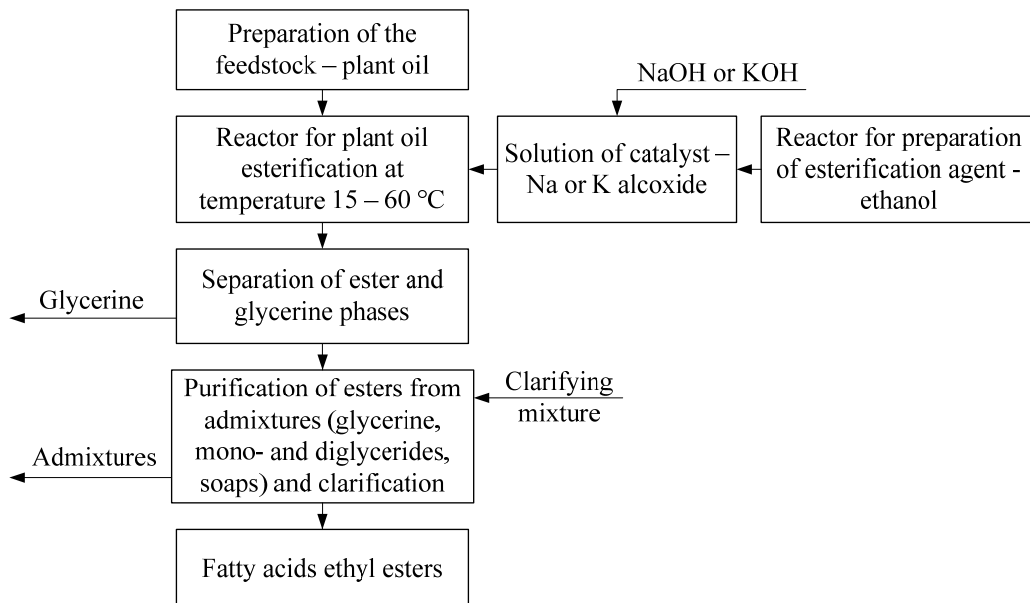 Preparation of the
feedstock – plant oil
NaOH or KOH
Reactor for plant oil
esterification at
temperature 15 – 60 °C
Solution of catalyst –
Na or K alcoxide
Reactor for preparation
of esterification agent -
ethanol
Separation of ester and
glycerine phases
Glycerine
Purification of esters from
admixtures (glycerine,
mono- and diglycerides,
soaps) and clarification
Clarifying
mixture
Admixtures
Fatty acids ethyl esters